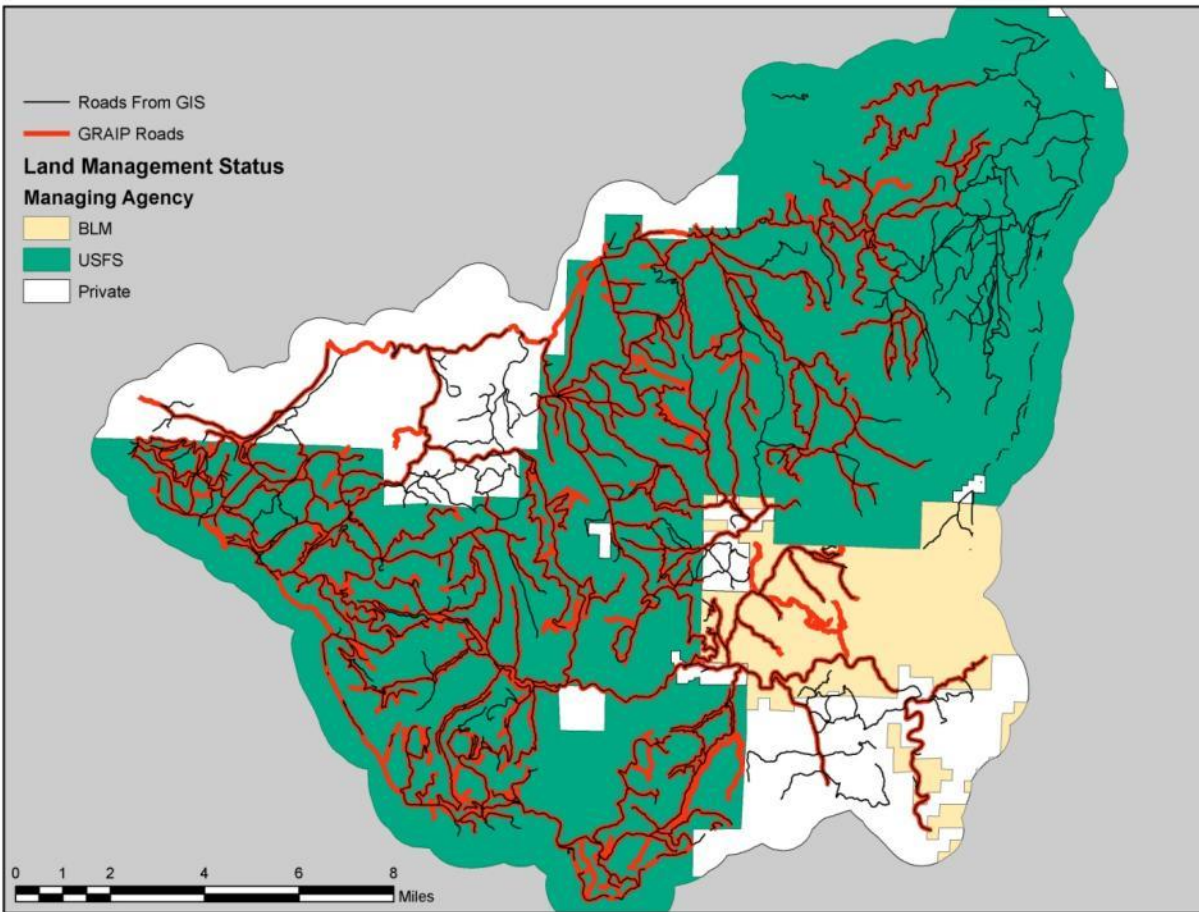 Roads From GIS
GRAIP Roads
Land Management Status
Managing Agency
BLM
USFS
Private
0 1 2 4 6 8
Miles